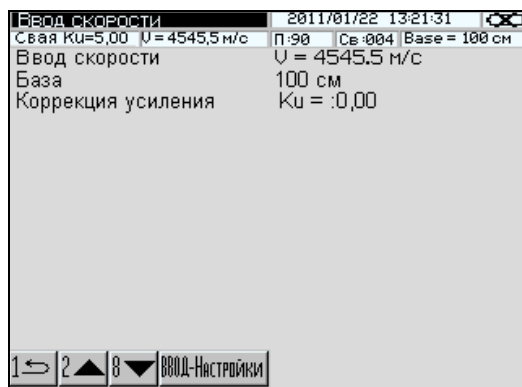 Ввод скорости 2011/01/22 13:21:31
Свая Ku=5,00 V=4545,5 м/с П:90 Св:004 Base = 100 см
Ввод скорости V = 4545.5 м/с
База 100 см
Коррекция усиления Ku = :0,00
1 2 8 ВВОД-Настройки